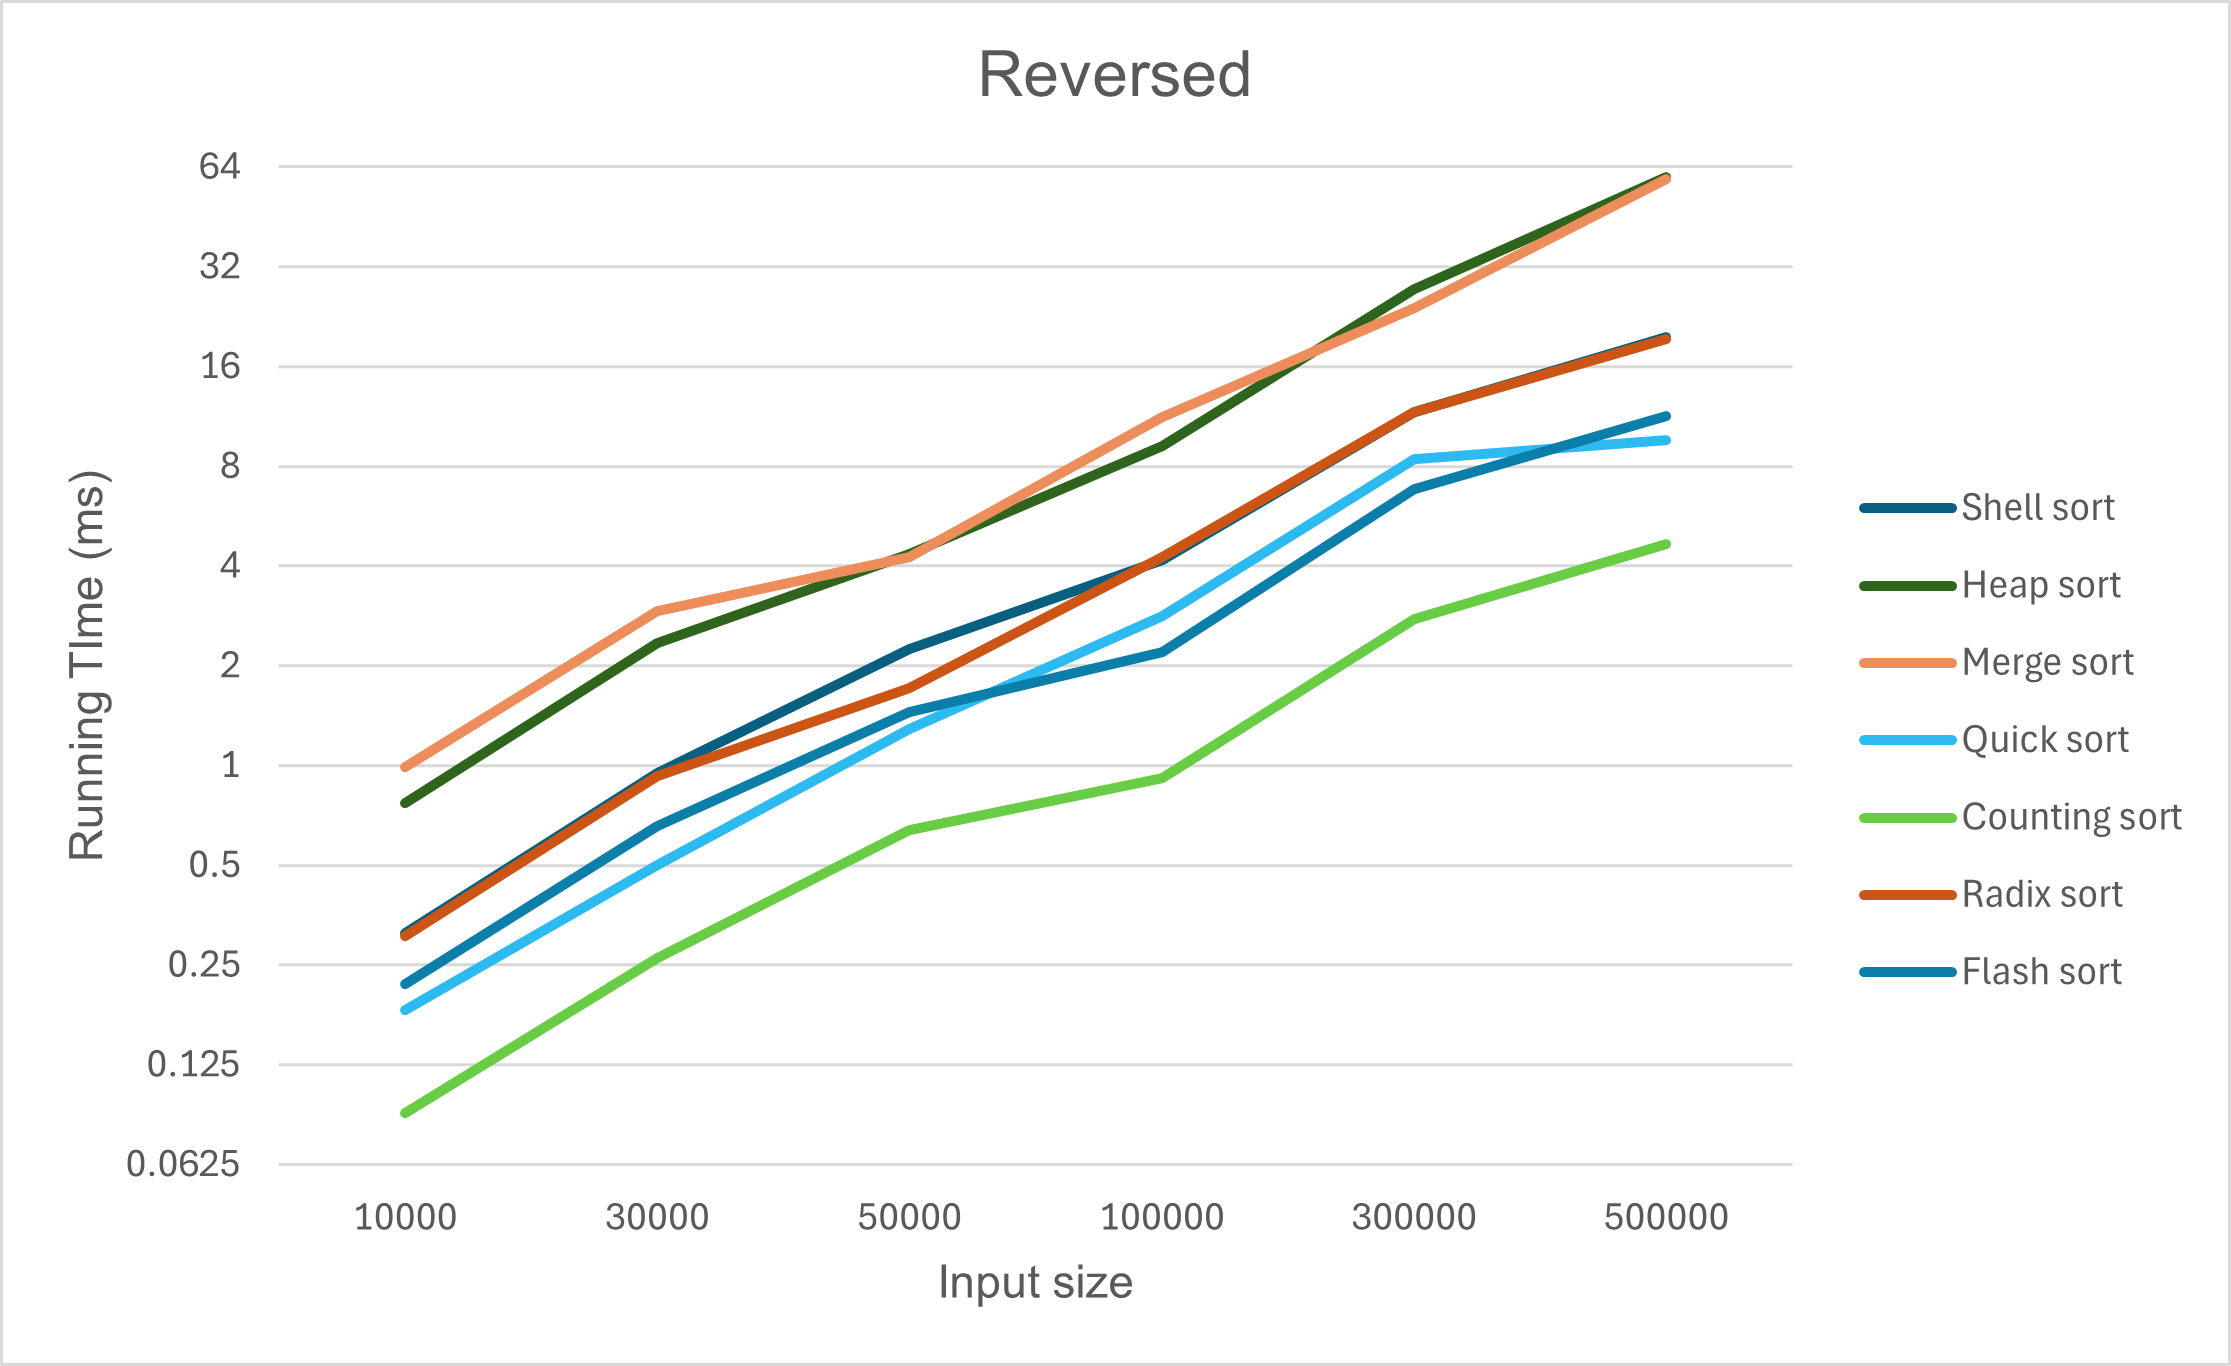 Reversed
64
32
16
8
4
2
1
0.5
0.25
0.125
0.0625
Running TIme (ms)
10000 30000 50000 100000 300000 500000
Input size
Shell sort
Heap sort
Merge sort
Quick sort
Counting sort
Radix sort
Flash sort